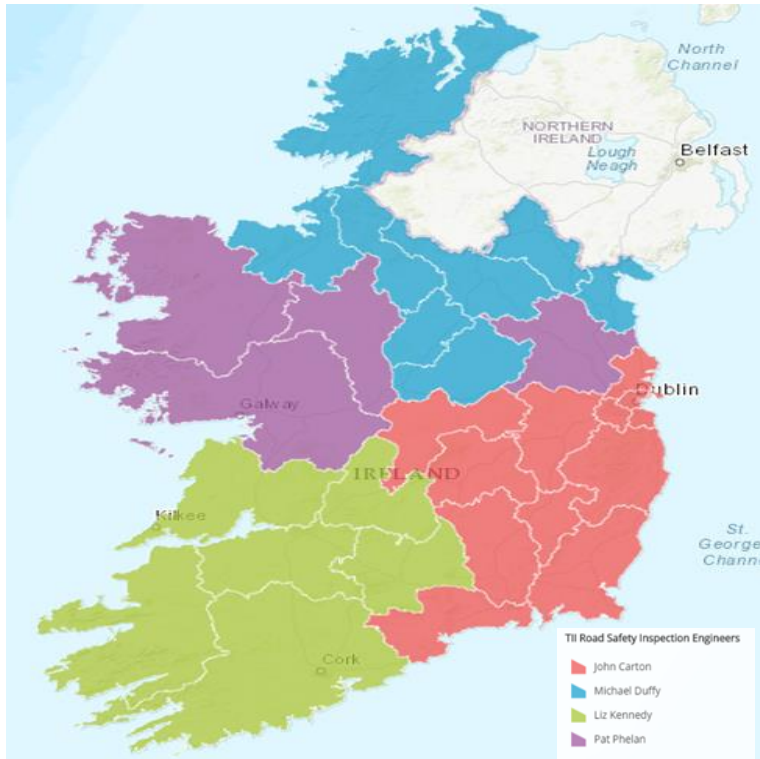 North
Channel
NORTHERN
IRELAND
Lough
Neagh
Belfast
Dublin
Galway
IRELAND
Kilkee
St.
George
Chann
Cork
TII Road Safety Inspection Engineers
John Carton
Michael Duffy
Liz Kennedy
Pat Phelan